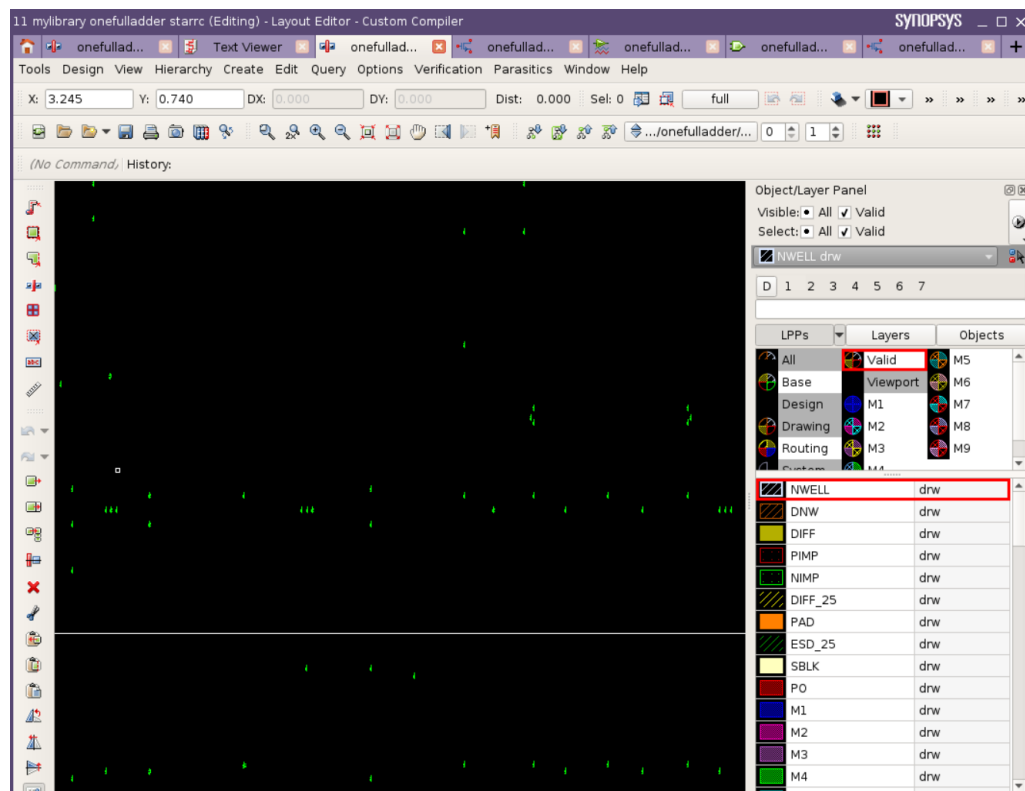 11 mylibrary onefulladder starrc (Editing) - Layout Editor - Custom Compiler
SYNOPSYS
onefullad... Text Viewer onefullad... onefullad... onefullad... onefullad... onefullad...
Tools Design View Hierarchy Create Edit Query Options Verification Parasitics Window Help
X: 3.245 Y: 0.740 DX: 0.000 DY: 0.000 Dist: 0.000 Sel: 0 full » » » »
2x .../onefulladder/... 0 1
(No Command) History:
Object/Layer Panel
Visible: All Valid
Select: All Valid
NWELL drw
D 1 2 3 4 5 6 7
LPPs Layers Objects
All Valid M5
Base Viewport M6
Design M1 M7
Drawing M2 M8
Routing M3 M9
System M4
NWELL drw
DNW drw
DIFF drw
PIMP drw
NIMP drw
DIFF_25 drw
PAD drw
ESD_25 drw
SBLK drw
PO drw
M1 drw
M2 drw
M3 drw
M4 drw